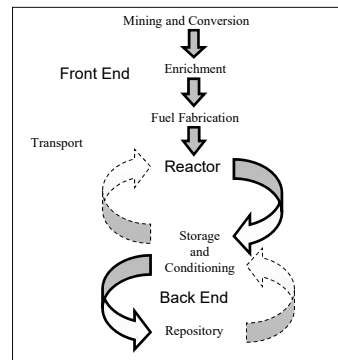 Mining and Conversion
Front End
Enrichment
Fuel Fabrication
Transport
Reactor
Storage
and
Conditioning
Back End
Repository